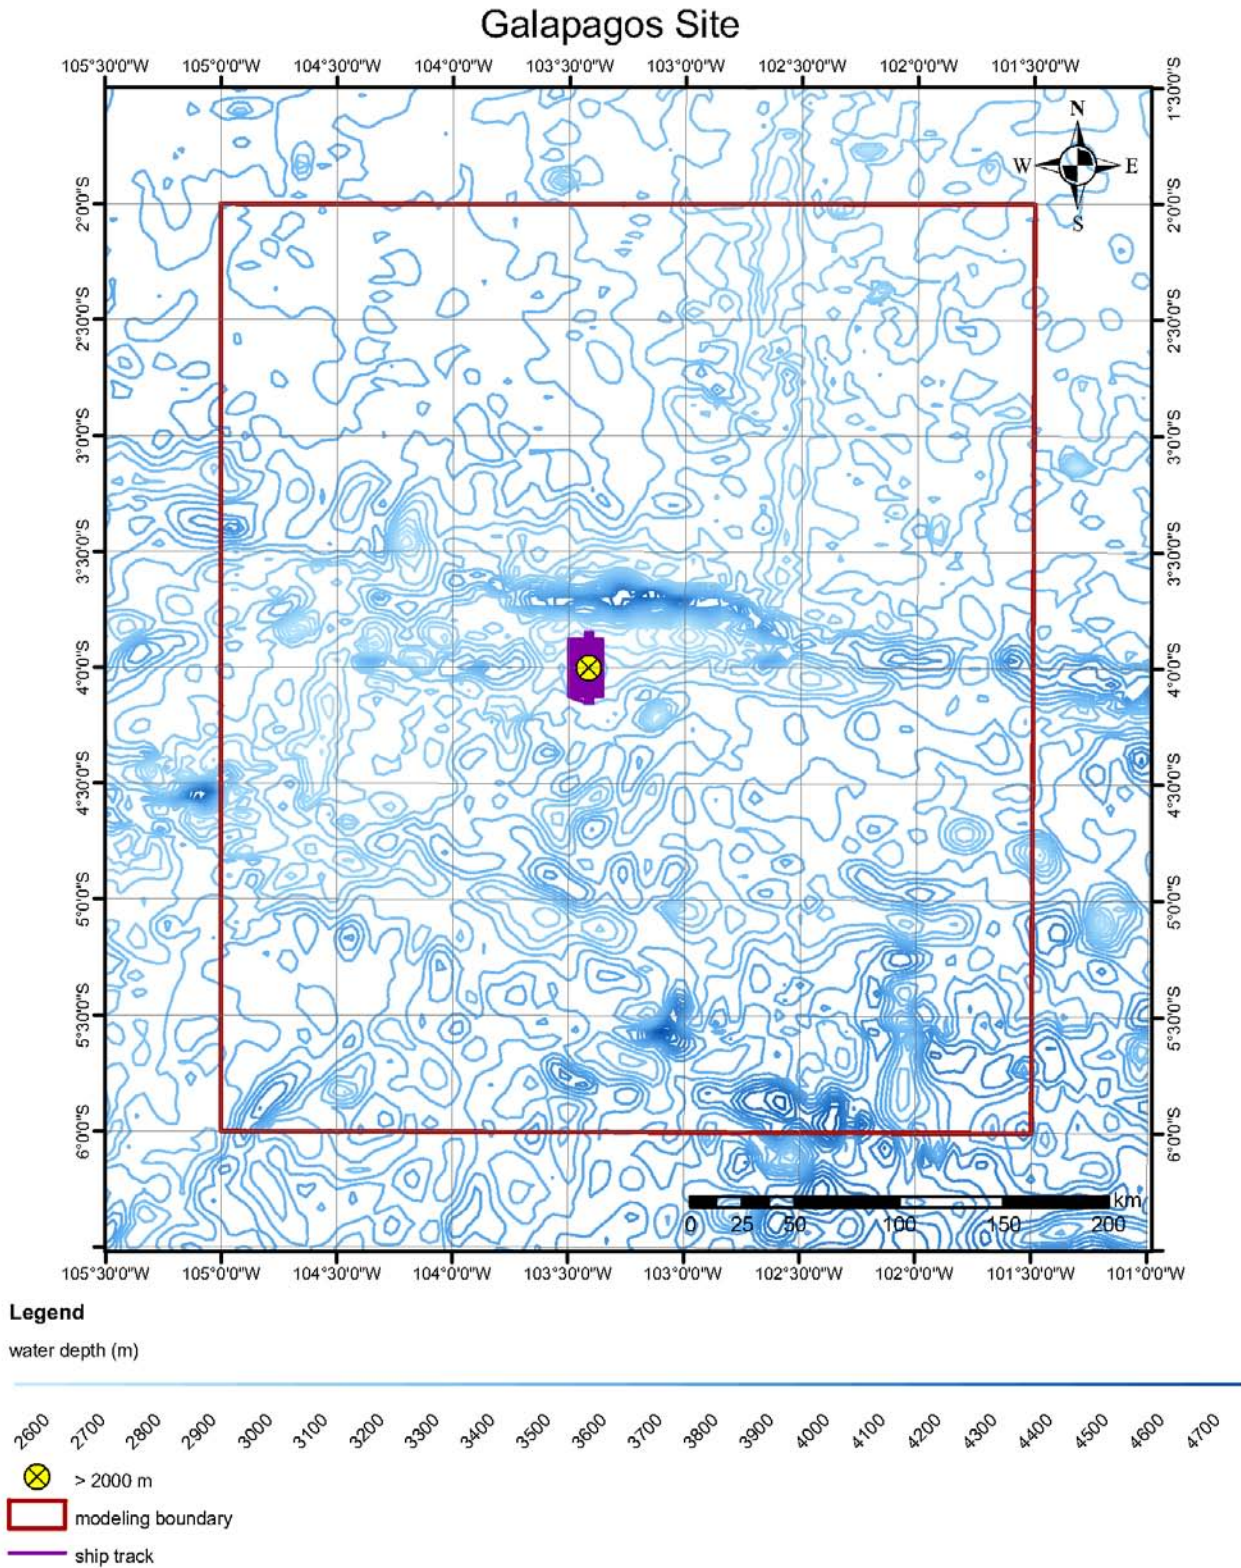 Galapagos Site
105°30'0"W 105°0'0"W 104°30'0"W 104°0'0"W 103°30'0"W 103°0'0"W 102°30'0"W 102°0'0"W 101°30'0"W
1°30'0"S
N
W E
S
2°0'0"S 2°0'0"S
2°30'0"S 2°30'0"S
3°0'0"S 3°0'0"S
3°30'0"S 3°30'0"S
4°0'0"S 4°0'0"S
4°30'0"S 4°30'0"S
5°0'0"S 5°0'0"S
5°30'0"S 5°30'0"S
6°0'0"S 6°0'0"S
km
0 25 50 100 150 200
105°30'0"W 105°0'0"W 104°30'0"W 104°0'0"W 103°30'0"W 103°0'0"W 102°30'0"W 102°0'0"W 101°30'0"W 101°0'0"W
Legend
water depth (m)
2600 2700 2800 2900 3000 3100 3200 3300 3400 3500 3600 3700 3800 3900 4000 4100 4200 4300 4400 4500 4600 4700
> 2000 m
modeling boundary
ship track